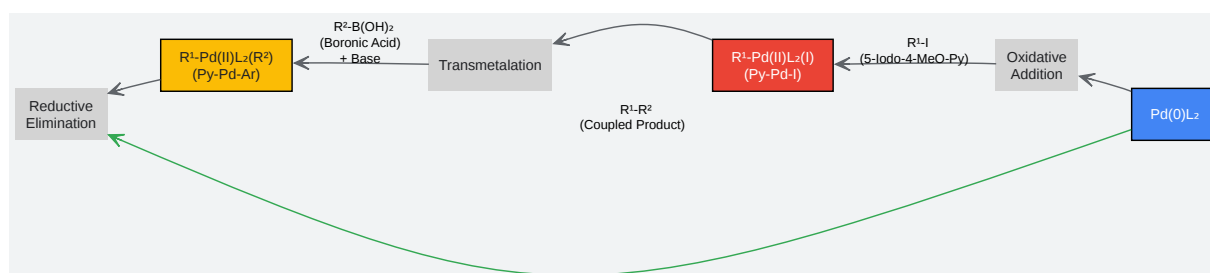 R²-B(OH)₂
(Boronic Acid)
+ Base
R¹-Pd(II)L₂(R²)
(Py-Pd-Ar)
Transmetalation
R¹-Pd(II)L₂(I)
(Py-Pd-I)
R¹-I
(5-Iodo-4-MeO-Py)
Oxidative
Addition
Reductive
Elimination
R¹-R²
(Coupled Product)
Pd(0)L₂